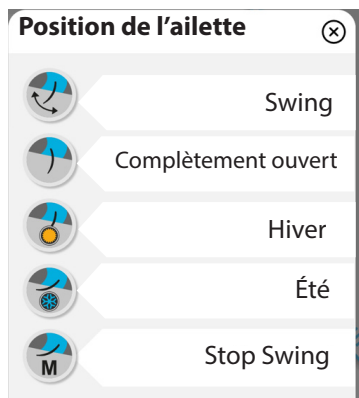 Position de l'ailette
Swing
Complètement ouvert
Hiver
Été
M
Stop Swing